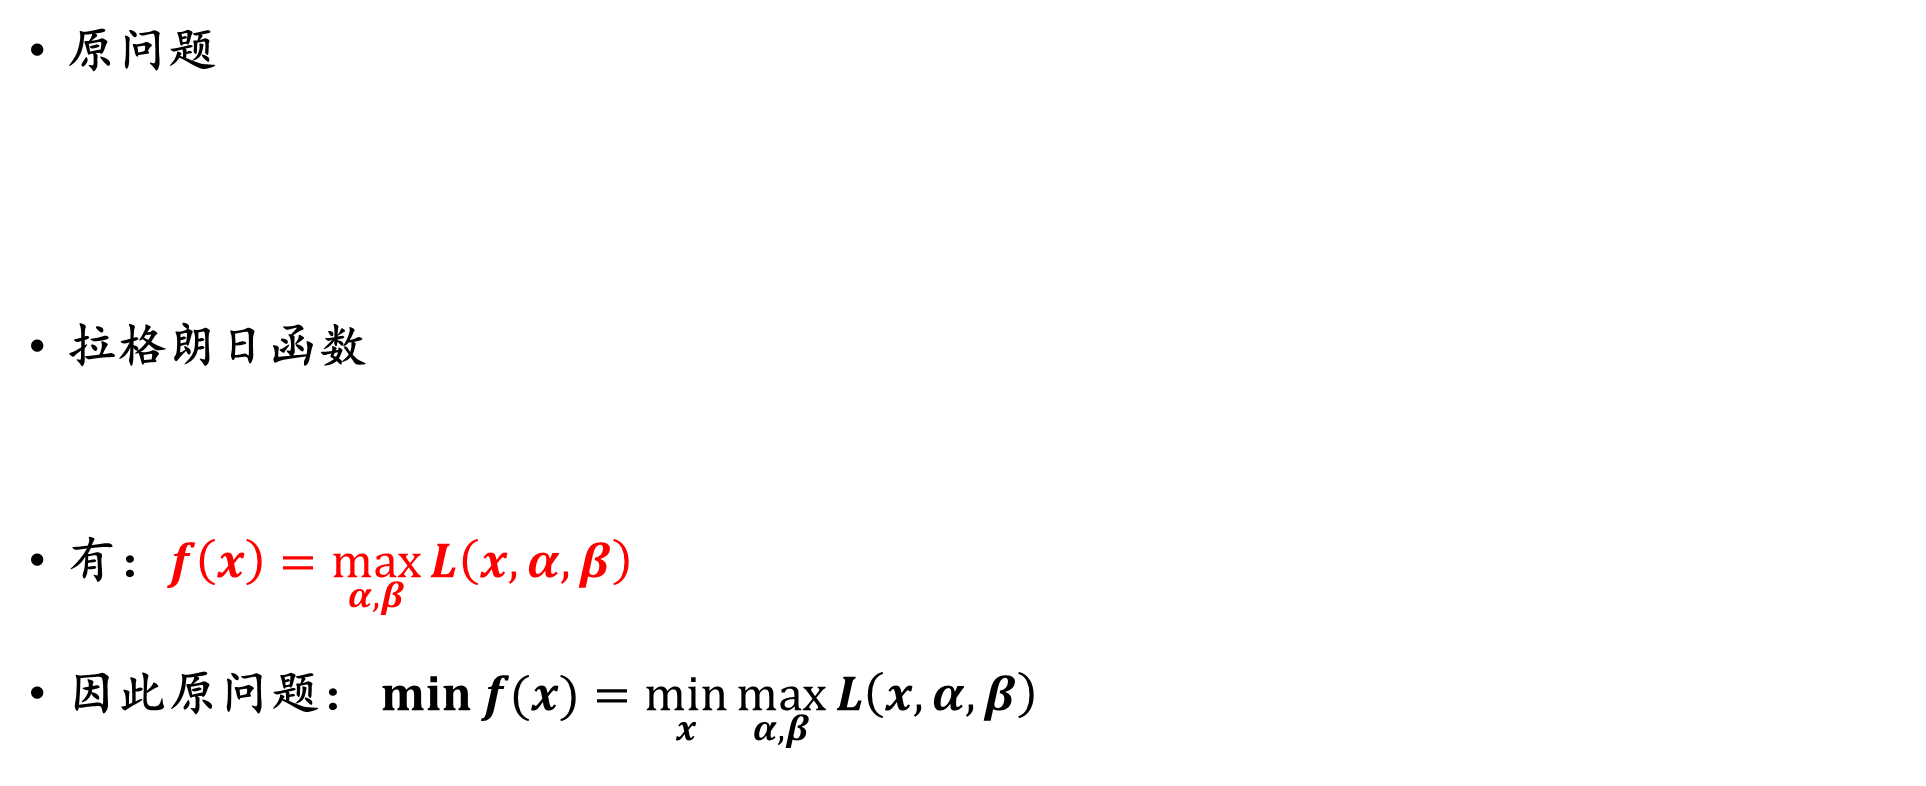 • 原问题
• 拉格朗日函数
• 有：f(x) = max_{α,β} L(x, α, β)
• 因此原问题： min f(x) = min_x max_{α,β} L(x, α, β)